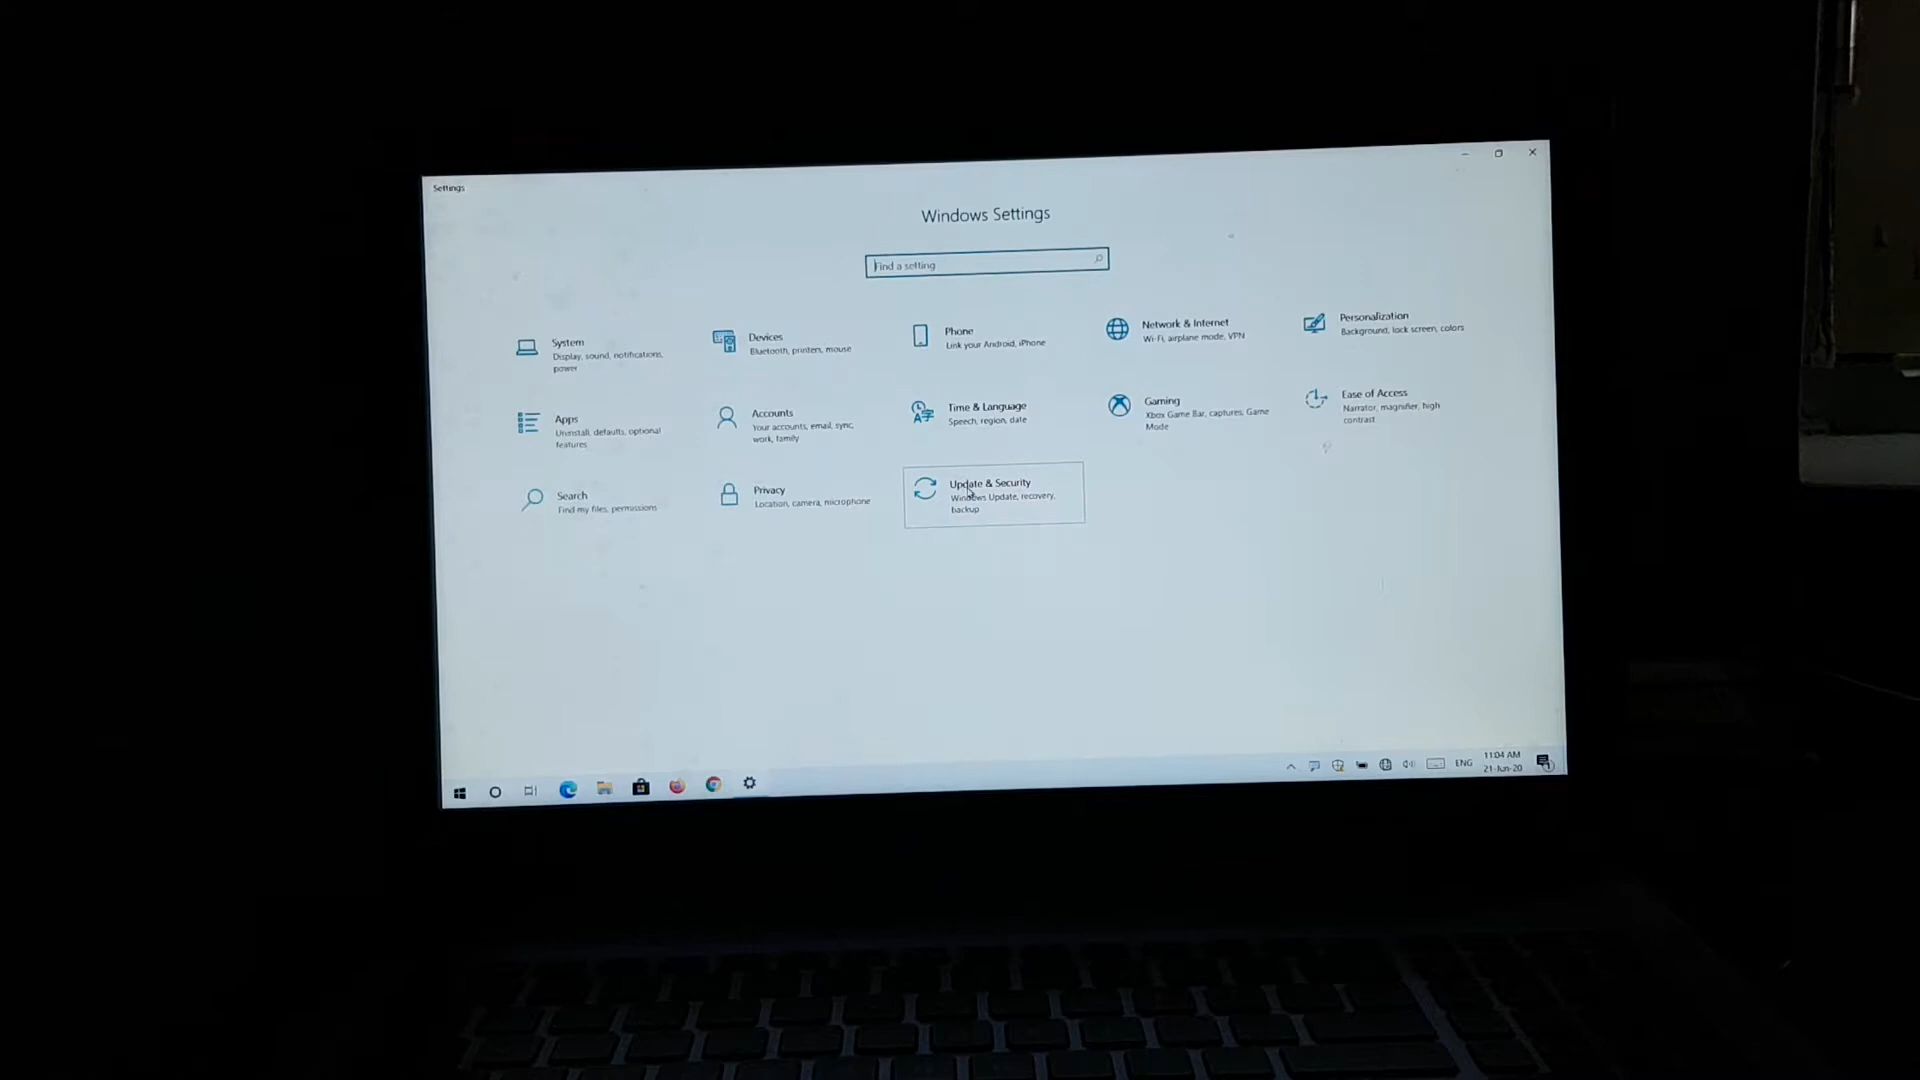 Settings
Windows Settings
Find a setting
System
Display, sound, notifications,
power
Devices
Bluetooth, printers, mouse
Phone
Link your Android, iPhone
Network & Internet
Wi-Fi, airplane mode, VPN
Personalization
Background, lock screen, colors
Apps
Uninstall, defaults, optional
features
Accounts
Your accounts, email, sync,
work, family
Time & Language
Speech, region, date
Gaming
Xbox Game Bar, captures, Game
Mode
Ease of Access
Narrator, magnifier, high
contrast
Search
Find my files, permissions
Privacy
Location, camera, microphone
Update & Security
Windows Update, recovery,
backup
ENG
11:04 AM
21-Jun-20